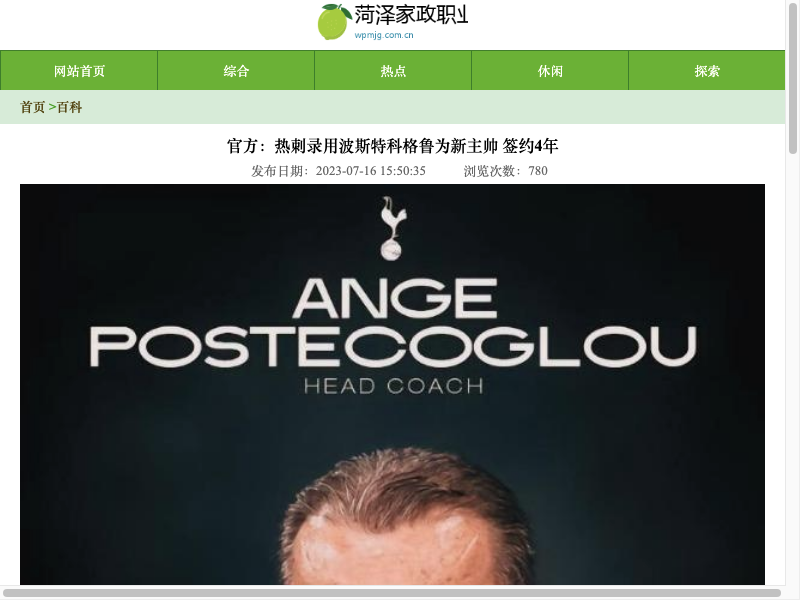 菏泽家政职业
wpmjg.com.cn
网站首页 综合 热点 休闲 探索
首页 >百科
官方：热刺录用波斯特科格鲁为新主帅 签约4年
发布日期：2023-07-16 15:50:35 浏览次数：780
ANGE
POSTECOGLOU
HEAD COACH